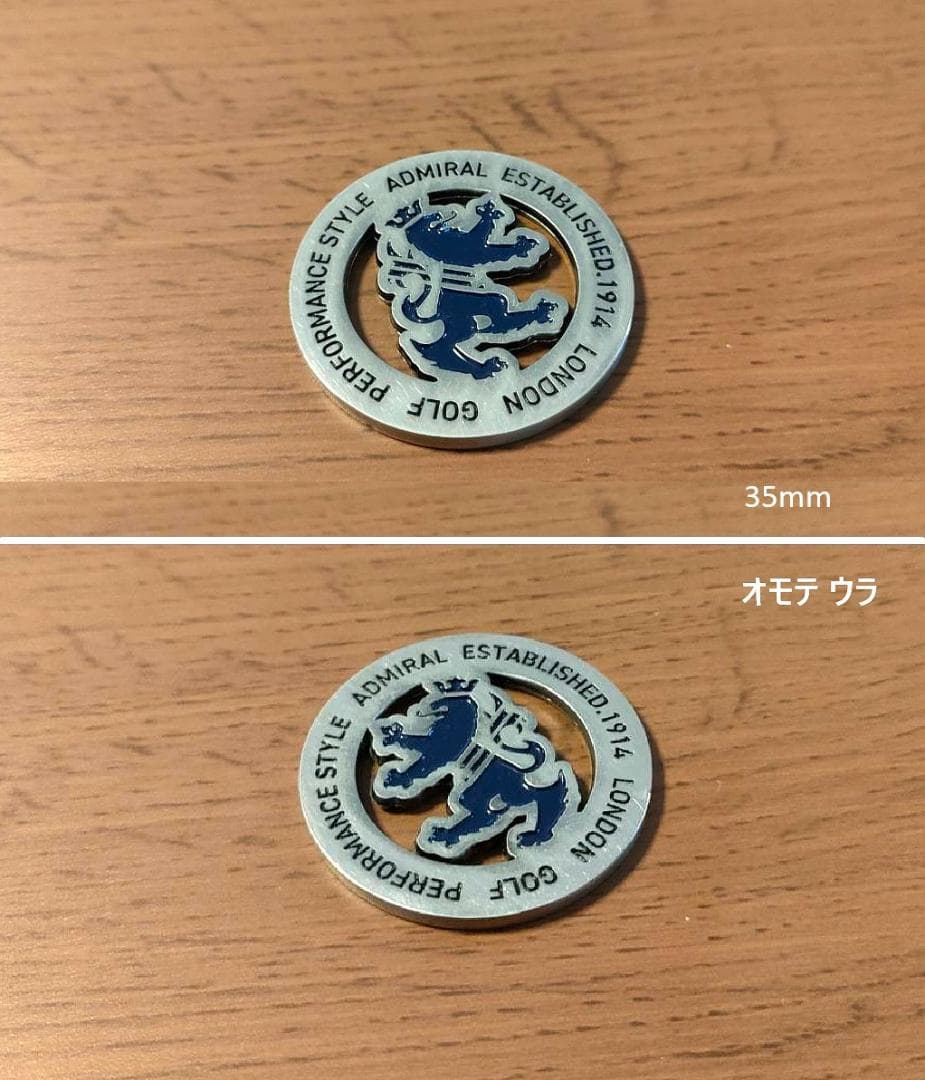 ADMIRAL ESTABLISHED.1914 LONDON GOLF PERFORMANCE STYLE
35mm
オモテ ウラ
ADMIRAL ESTABLISHED.1914 LONDON GOLF PERFORMANCE STYLE